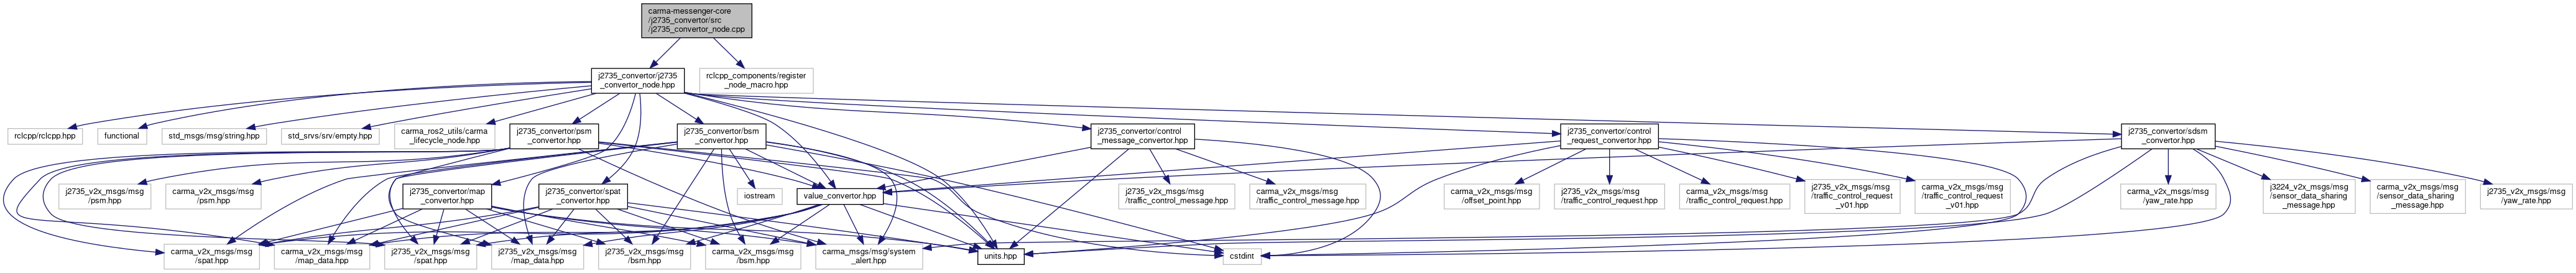 carma-messenger-core
/j2735_convertor/src
/j2735_convertor_node.cpp
j2735_convertor/j2735
_convertor_node.hpp
rclcpp_components/register
_node_macro.hpp
rclcpp/rclcpp.hpp
functional
std_msgs/msg/string.hpp
std_srvs/srv/empty.hpp
carma_ros2_utils/carma
_lifecycle_node.hpp
j2735_convertor/psm
_convertor.hpp
j2735_convertor/bsm
_convertor.hpp
j2735_convertor/control
_message_convertor.hpp
j2735_convertor/control
_request_convertor.hpp
j2735_convertor/sdsm
_convertor.hpp
j2735_v2x_msgs/msg
/psm.hpp
carma_v2x_msgs/msg
/psm.hpp
j2735_convertor/map
_convertor.hpp
j2735_convertor/spat
_convertor.hpp
iostream
value_convertor.hpp
j2735_v2x_msgs/msg
/traffic_control_message.hpp
carma_v2x_msgs/msg
/traffic_control_message.hpp
carma_v2x_msgs/msg
/offset_point.hpp
j2735_v2x_msgs/msg
/traffic_control_request.hpp
carma_v2x_msgs/msg
/traffic_control_request.hpp
j2735_v2x_msgs/msg
/traffic_control_request
_v01.hpp
carma_v2x_msgs/msg
/traffic_control_request
_v01.hpp
carma_v2x_msgs/msg
/yaw_rate.hpp
j3224_v2x_msgs/msg
/sensor_data_sharing
_message.hpp
carma_v2x_msgs/msg
/sensor_data_sharing
_message.hpp
j2735_v2x_msgs/msg
/yaw_rate.hpp
carma_v2x_msgs/msg
/spat.hpp
carma_v2x_msgs/msg
/map_data.hpp
j2735_v2x_msgs/msg
/spat.hpp
j2735_v2x_msgs/msg
/map_data.hpp
j2735_v2x_msgs/msg
/bsm.hpp
carma_v2x_msgs/msg
/bsm.hpp
carma_msgs/msg/system
_alert.hpp
units.hpp
cstdint